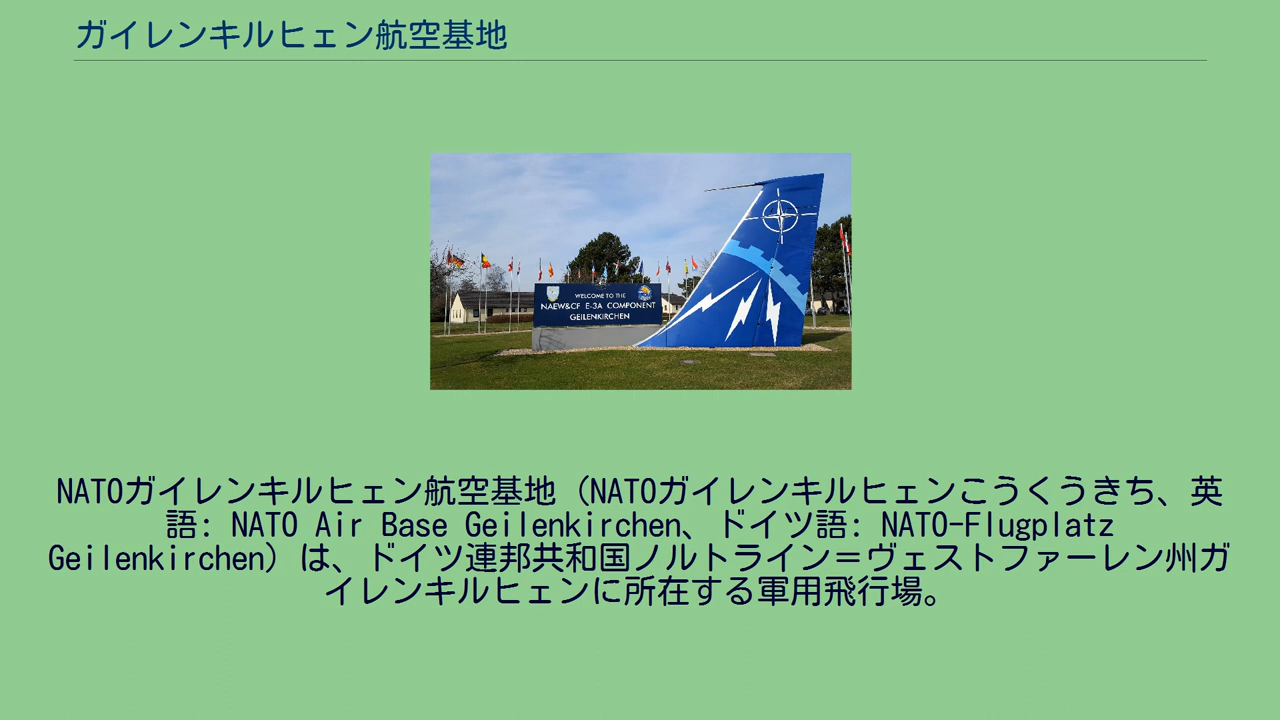 ガイレンキルヒェン航空基地
WELCOME TO THE
NAEW&CF E-3A COMPONENT
GEILENKIRCHEN
NATOガイレンキルヒェン航空基地（NATOガイレンキルヒェンこうくうきち、英
語: NATO Air Base Geilenkirchen、ドイツ語: NATO-Flugplatz
Geilenkirchen）は、ドイツ連邦共和国ノルトライン＝ヴェストファーレン州ガ
イレンキルヒェンに所在する軍用飛行場。